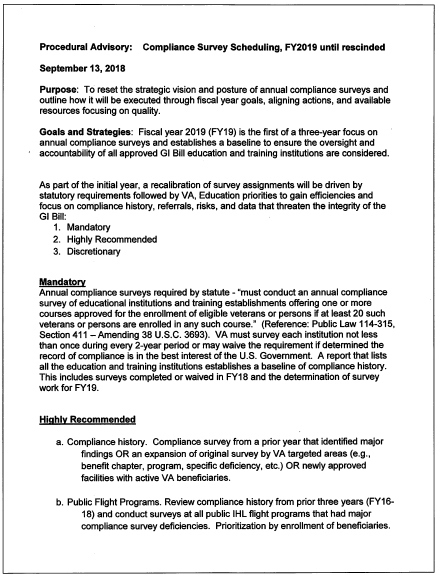 Procedural Advisory: Compliance Survey Scheduling, FY2019 until rescinded
September 13, 2018
Purpose: To reset the strategic vision and posture of annual compliance surveys and
outline how it will be executed through fiscal year goals, aligning actions, and available
resources focusing on quality.
Goals and Strategies: Fiscal year 2019 (FY19) is the first of a three-year focus on
annual compliance surveys and establishes a baseline to ensure the oversight and
accountability of all approved GI Bill education and training institutions are considered.
As part of the initial year, a recalibration of survey assignments will be driven by
statutory requirements followed by VA, Education priorities to gain efficiencies and
focus on compliance history, referrals, risks, and data that threaten the integrity of the
GI Bill:
1. Mandatory
2. Highly Recommended
3. Discretionary
Mandatory
Annual compliance surveys required by statute - "must conduct an annual compliance
survey of educational institutions and training establishments offering one or more
courses approved for the enrollment of eligible veterans or persons if at least 20 such
veterans or persons are enrolled in any such course." (Reference: Public Law 114-315,
Section 411 – Amending 38 U.S.C. 3693). VA must survey each institution not less
than once during every 2-year period or may waive the requirement if determined the
record of compliance is in the best interest of the U.S. Government. A report that lists
all the education and training institutions establishes a baseline of compliance history.
This includes surveys completed or waived in FY18 and the determination of survey
work for FY19.
Highly Recommended
a. Compliance history. Compliance survey from a prior year that identified major
findings OR an expansion of original survey by VA targeted areas (e.g.,
benefit chapter, program, specific deficiency, etc.) OR newly approved
facilities with active VA beneficiaries.
b. Public Flight Programs. Review compliance history from prior three years (FY16-
18) and conduct surveys at all public IHL flight programs that had major
compliance survey deficiencies. Prioritization by enrollment of beneficiaries.